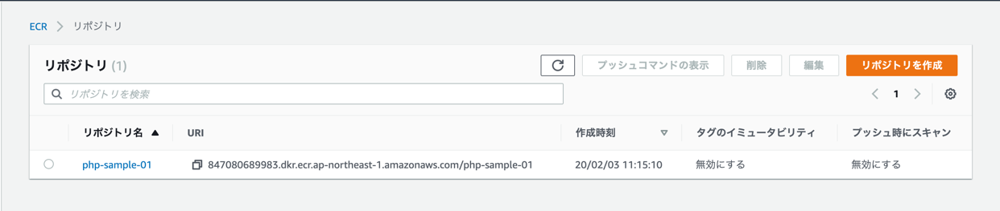 ECR > リポジトリ
リポジトリ (1)
プッシュコマンドの表示 削除 編集 リポジトリを作成
リポジトリを検索 1
リポジトリ名 URI 作成時刻 タグのイミュータビリティ プッシュ時にスキャン
php-sample-01 847080689983.dkr.ecr.ap-northeast-1.amazonaws.com/php-sample-01 20/02/03 11:15:10 無効にする 無効にする